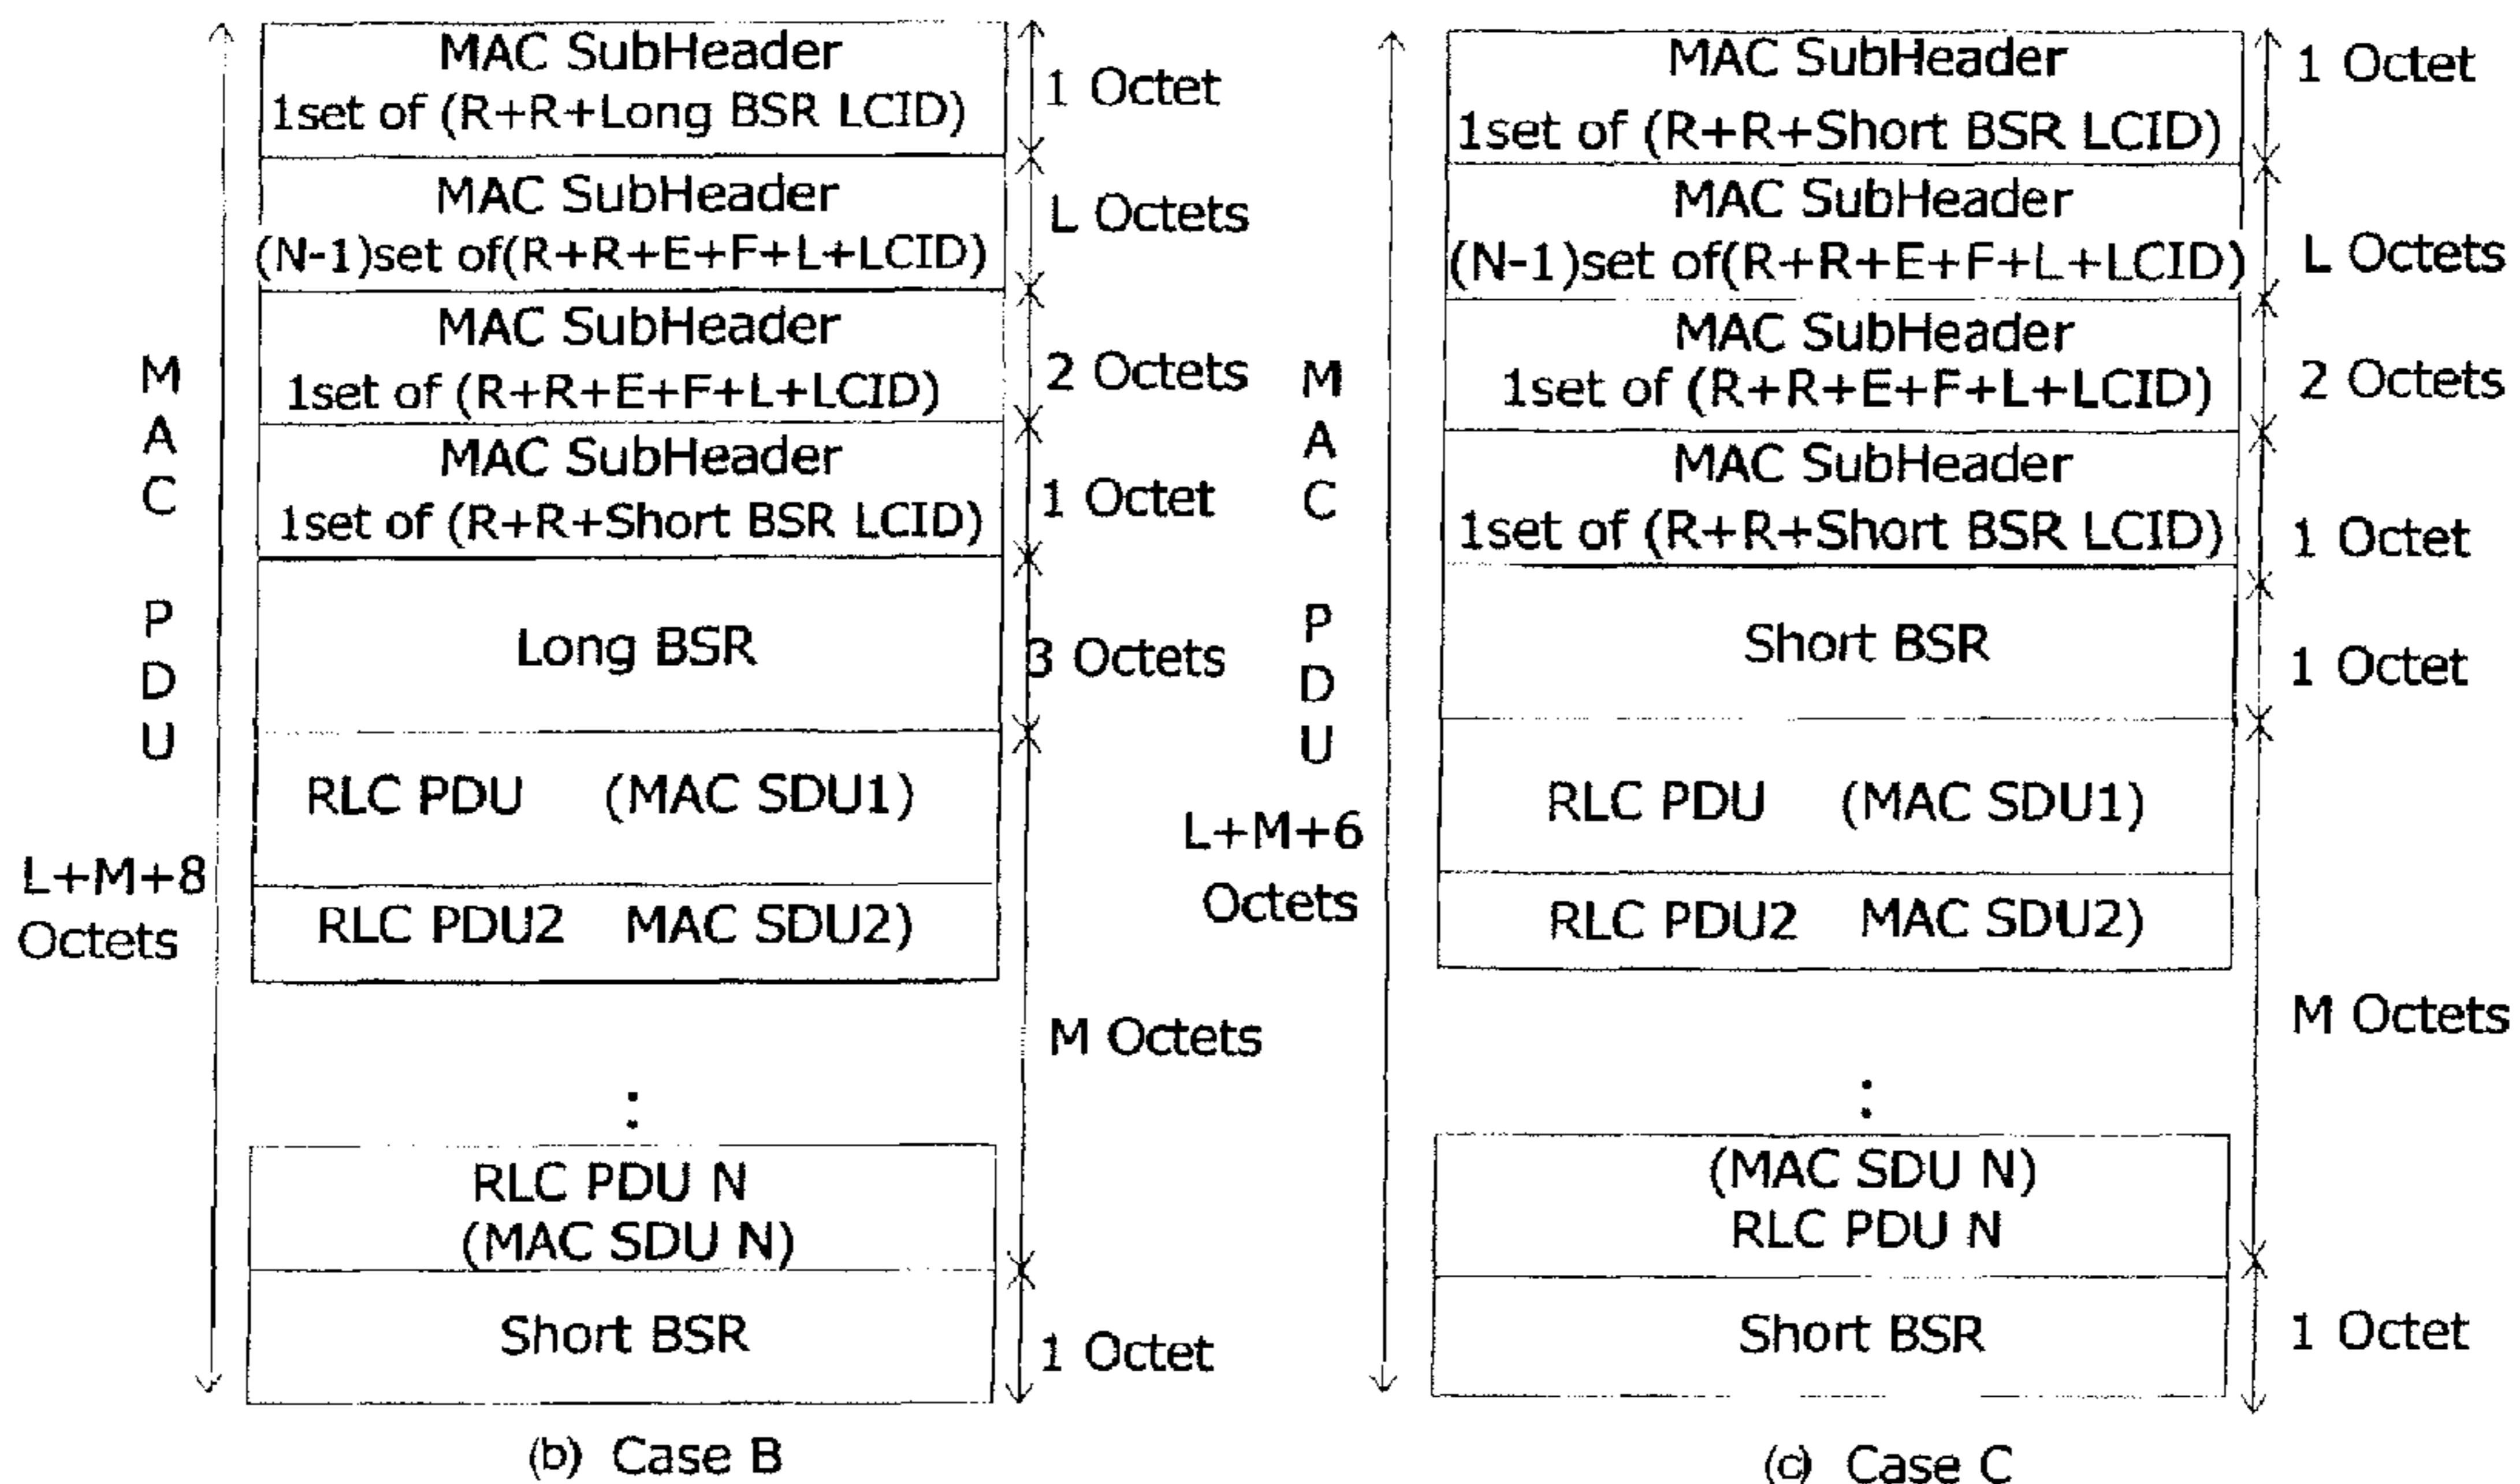 MAC SubHeader
1set of (R+R+Long BSR LCID)
1 Octet
MAC SubHeader
(N-1)set of(R+R+E+F+L+LCID)
L Octets
MAC SubHeader
1set of (R+R+E+F+L+LCID)
2 Octets
MAC SubHeader
1set of (R+R+Short BSR LCID)
1 Octet
Long BSR
3 Octets
RLC PDU (MAC SDU1)
RLC PDU2 MAC SDU2)
M Octets
:
RLC PDU N
(MAC SDU N)
Short BSR
1 Octet
MAC PDU
L+M+8
Octets
(b) Case B
MAC SubHeader
1set of (R+R+Short BSR LCID)
1 Octet
MAC SubHeader
(N-1)set of(R+R+E+F+L+LCID)
L Octets
MAC SubHeader
1set of (R+R+E+F+L+LCID)
2 Octets
MAC SubHeader
1set of (R+R+Short BSR LCID)
1 Octet
Short BSR
1 Octet
RLC PDU (MAC SDU1)
RLC PDU2 MAC SDU2)
M Octets
:
(MAC SDU N)
RLC PDU N
Short BSR
1 Octet
MAC PDU
L+M+6
Octets
(c) Case C